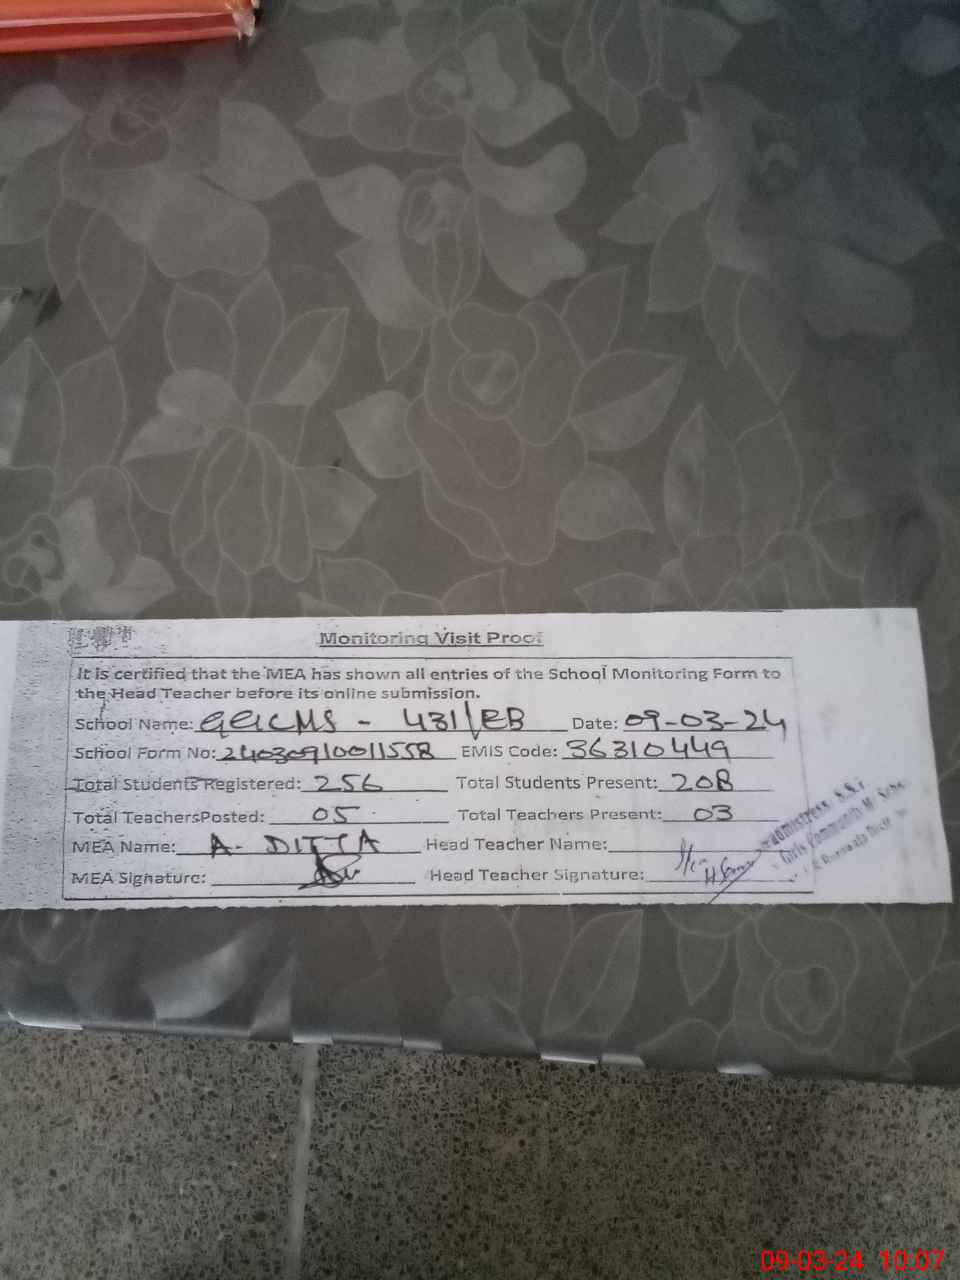 Monitoring Visit Proof
It is certified that the MEA has shown all entries of the School Monitoring Form to
the Head Teacher before its online submission.
School Name: GGCMS - 431/EB Date: 09-03-24
School Form No: 24030910011558 EMIS Code: 36310449
Total Students Registered: 256 Total Students Present: 208
Total TeachersPosted: 05 Total Teachers Present: 03
MEA Name: A. DITTA Head Teacher Name:
MEA Signature: Head Teacher Signature:
Girls Community M.
09-03-24 10:07